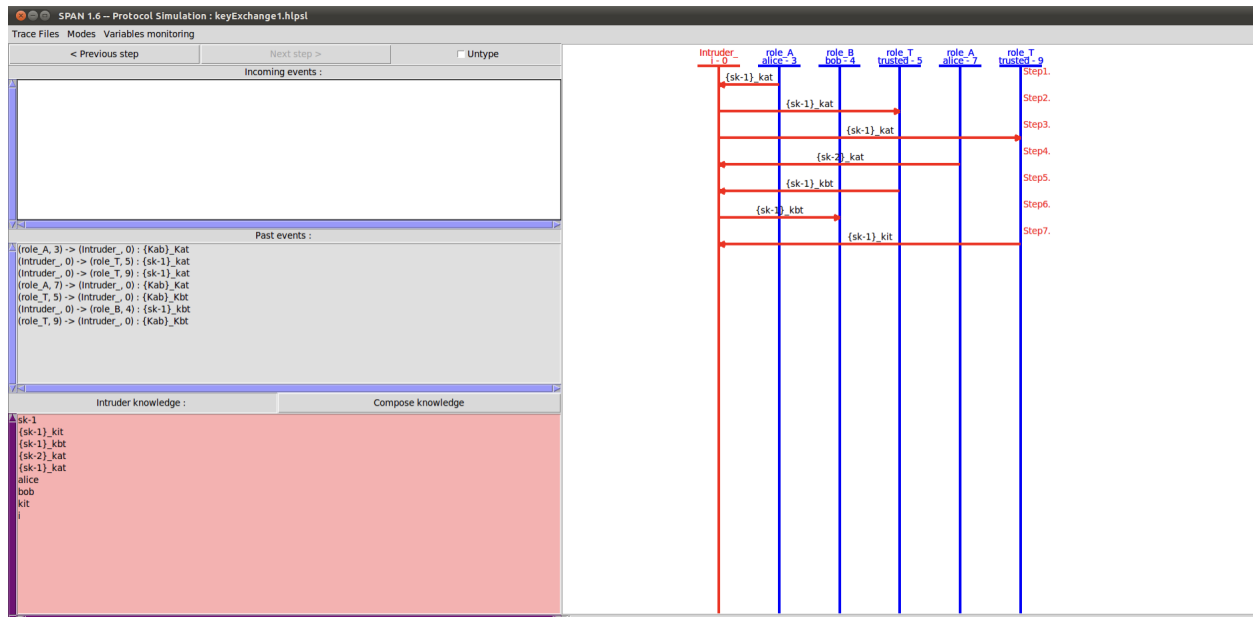 SPAN 1.6 -- Protocol Simulation : keyExchange1.hlpsl
Trace Files Modes Variables monitoring
< Previous step Next step > Untype
Incoming events :
Past events :
(role_A, 3) -> (Intruder_, 0) : {Kab}_Kat
(Intruder_, 0) -> (role_T, 5) : {sk-1}_kat
(Intruder_, 0) -> (role_T, 9) : {sk-1}_kat
(role_A, 7) -> (Intruder_, 0) : {Kab}_Kat
(role_T, 5) -> (Intruder_, 0) : {Kab}_Kbt
(Intruder_, 0) -> (role_B, 4) : {sk-1}_kbt
(role_T, 9) -> (Intruder_, 0) : {Kab}_Kbt
Intruder knowledge : Compose knowledge
sk-1
{sk-1}_kit
{sk-1}_kbt
{sk-2}_kat
{sk-1}_kat
alice
bob
kit
i
Intruder_ role_A role_B role_T role_A role_T
i - 0 alice - 3 bob - 4 trusted - 5 alice - 7 trusted - 9
Step1.
{sk-1}_kat
Step2.
{sk-1}_kat
Step3.
{sk-1}_kat
Step4.
{sk-2}_kat
Step5.
{sk-1}_kbt
Step6.
{sk-1}_kbt
Step7.
{sk-1}_kit